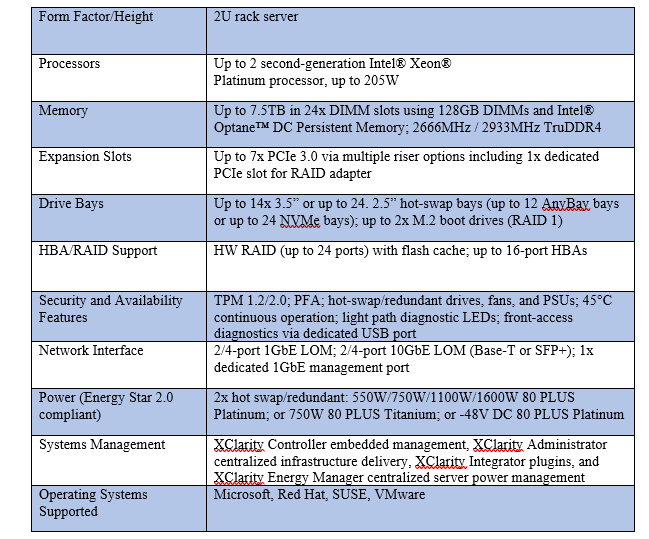 Form Factor/Height
2U rack server
Processors
Up to 2 second-generation Intel® Xeon®
Platinum processor, up to 205W
Memory
Up to 7.5TB in 24x DIMM slots using 128GB DIMMs and Intel®
Optane™ DC Persistent Memory; 2666MHz / 2933MHz TruDDR4
Expansion Slots
Up to 7x PCIe 3.0 via multiple riser options including 1x dedicated
PCIe slot for RAID adapter
Drive Bays
Up to 14x 3.5” or up to 24. 2.5” hot-swap bays (up to 12 AnyBay bays
or up to 24 NVMe bays); up to 2x M.2 boot drives (RAID 1)
HBA/RAID Support
HW RAID (up to 24 ports) with flash cache; up to 16-port HBAs
Security and Availability
Features
TPM 1.2/2.0; PFA; hot-swap/redundant drives, fans, and PSUs; 45°C
continuous operation; light path diagnostic LEDs; front-access
diagnostics via dedicated USB port
Network Interface
2/4-port 1GbE LOM; 2/4-port 10GbE LOM (Base-T or SFP+); 1x
dedicated 1GbE management port
Power (Energy Star 2.0
compliant)
2x hot swap/redundant: 550W/750W/1100W/1600W 80 PLUS
Platinum; or 750W 80 PLUS Titanium; or -48V DC 80 PLUS Platinum
Systems Management
XClarity Controller embedded management, XClarity Administrator
centralized infrastructure delivery, XClarity Integrator plugins, and
XClarity Energy Manager centralized server power management
Operating Systems
Supported
Microsoft, Red Hat, SUSE, VMware